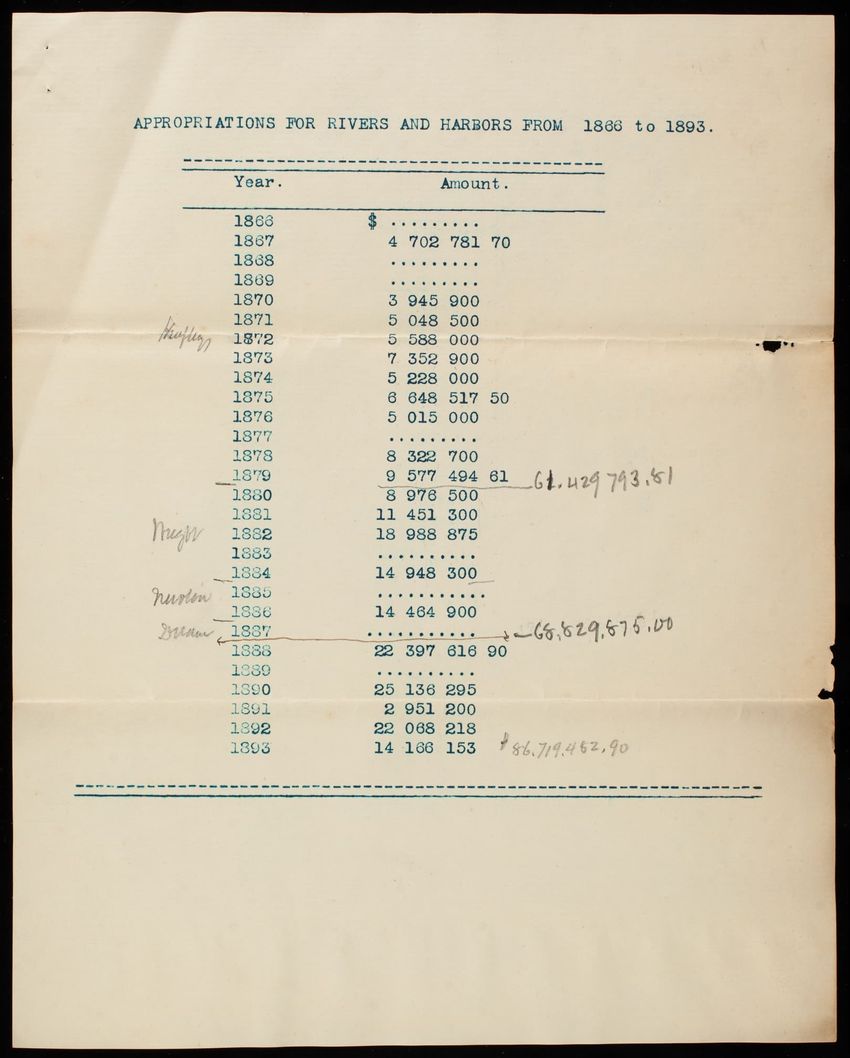 APPROPRIATIONS FOR RIVERS AND HARBORS FROM 1866 to 1893.
Year. Amount.
1866 $ .........
1867 4 702 781 70
1868 .........
1869 .........
1870 3 945 900
1871 5 048 500
1872 5 588 000
1873 7 352 900
1874 5 228 000
1875 6 648 517 50
1876 5 015 000
1877 .........
1878 8 322 700
1879 9 577 494 61 61.429793.81
1880 8 976 500
1881 11 451 300
Wright 1882 18 988 875
1883 ..........
1884 14 948 300
Newton 1885 ...........
1886 14 464 900
Duane 1887 ........... 68,829,875.00
1888 22 397 616 90
1889 ..........
1890 25 136 295
1891 2 951 200
1892 22 068 218
1893 14 166 153 $86,719,482.90